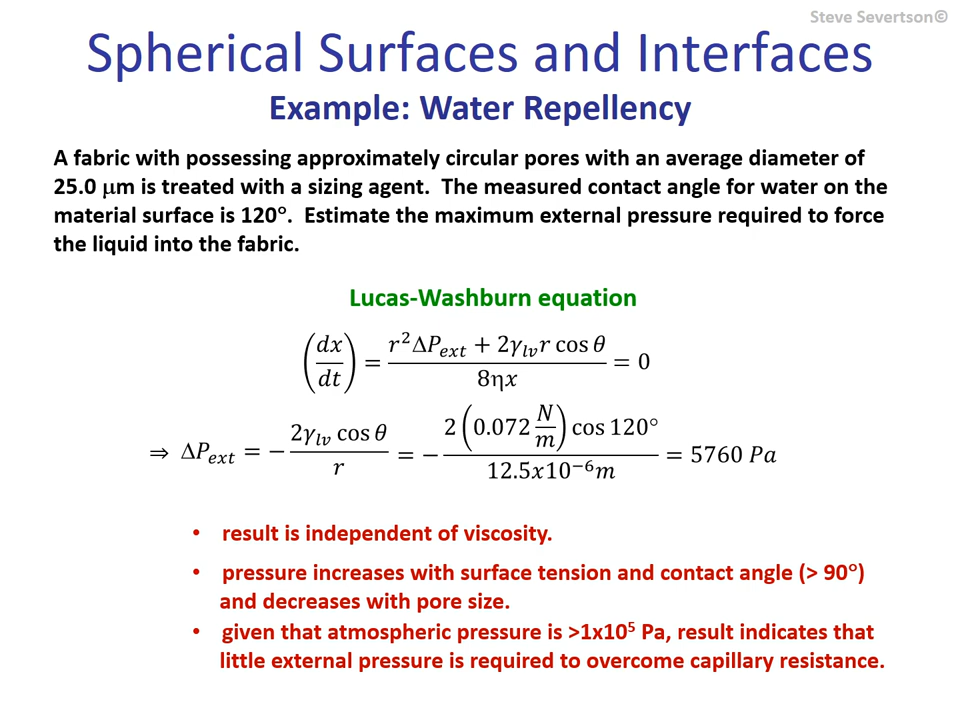 Steve Severtson©
Spherical Surfaces and Interfaces
Example: Water Repellency
A fabric with possessing approximately circular pores with an average diameter of
25.0 μm is treated with a sizing agent.  The measured contact angle for water on the
material surface is 120°.  Estimate the maximum external pressure required to force
the liquid into the fabric.
Lucas-Washburn equation
(dx/dt) = (r²ΔP_ext + 2γ_lv r cos θ)/(8ηx) = 0
⇒ ΔP_ext = − (2γ_lv cos θ)/r = − (2(0.072 N/m) cos 120°)/(12.5x10⁻⁶m) = 5760 Pa
• result is independent of viscosity.
• pressure increases with surface tension and contact angle (> 90°)
and decreases with pore size.
• given that atmospheric pressure is >1x10⁵ Pa, result indicates that
little external pressure is required to overcome capillary resistance.